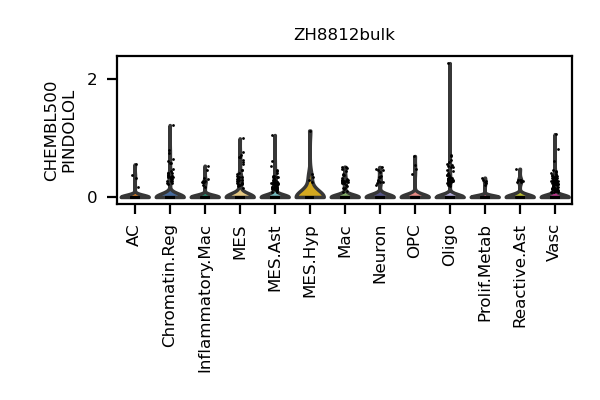 ZH8812bulk
CHEMBL500
PINDOLOL
2
0
AC
Chromatin.Reg
Inflammatory.Mac
MES
MES.Ast
MES.Hyp
Mac
Neuron
OPC
Oligo
Prolif.Metab
Reactive.Ast
Vasc